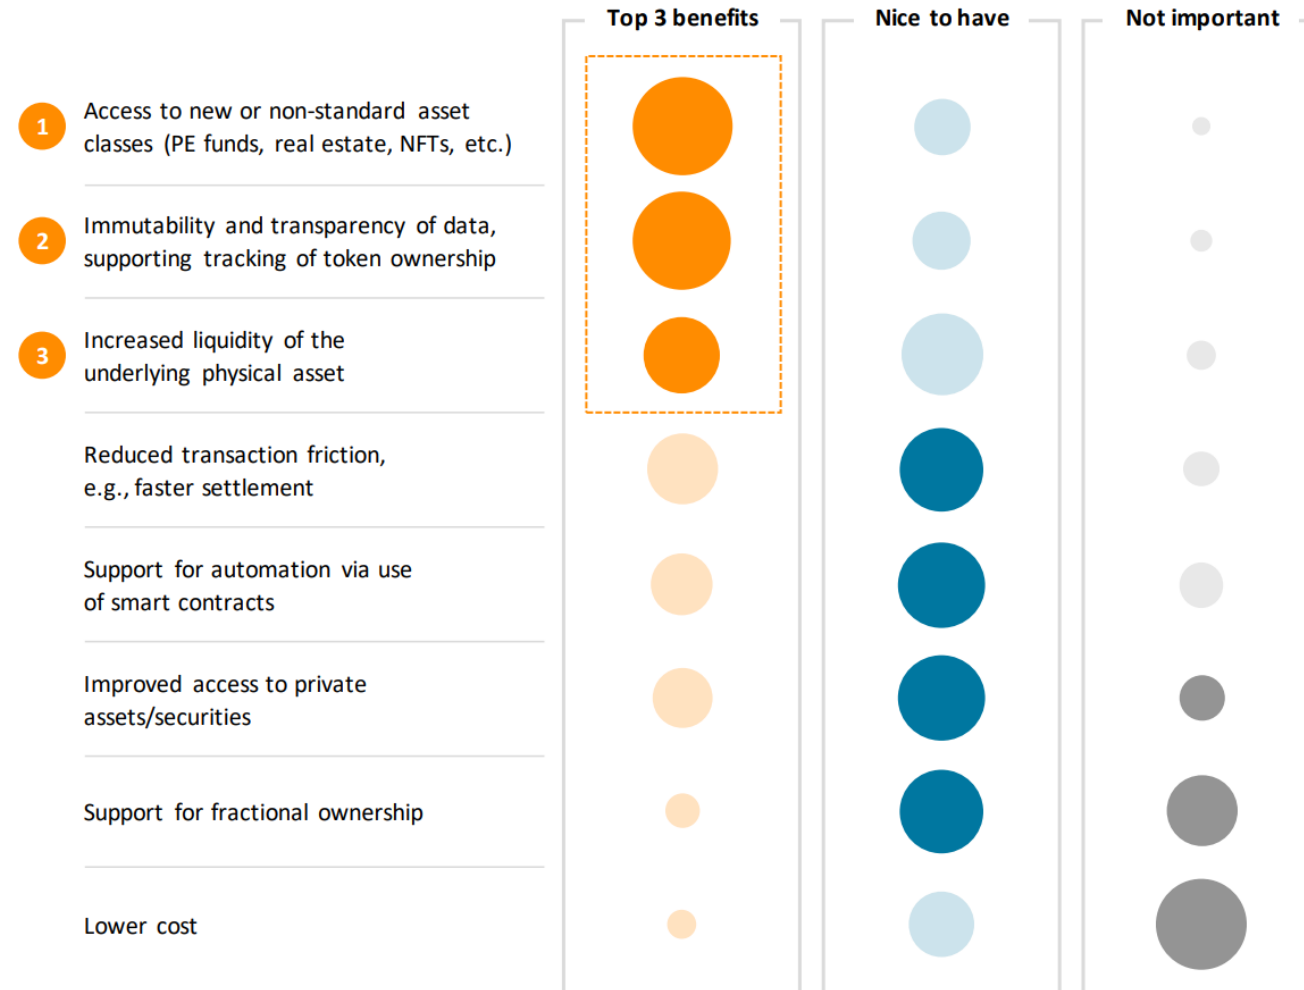 Top 3 benefits
Nice to have
Not important
1
Access to new or non-standard asset
classes (PE funds, real estate, NFTs, etc.)
2
Immutability and transparency of data,
supporting tracking of token ownership
3
Increased liquidity of the
underlying physical asset
Reduced transaction friction,
e.g., faster settlement
Support for automation via use
of smart contracts
Improved access to private
assets/securities
Support for fractional ownership
Lower cost